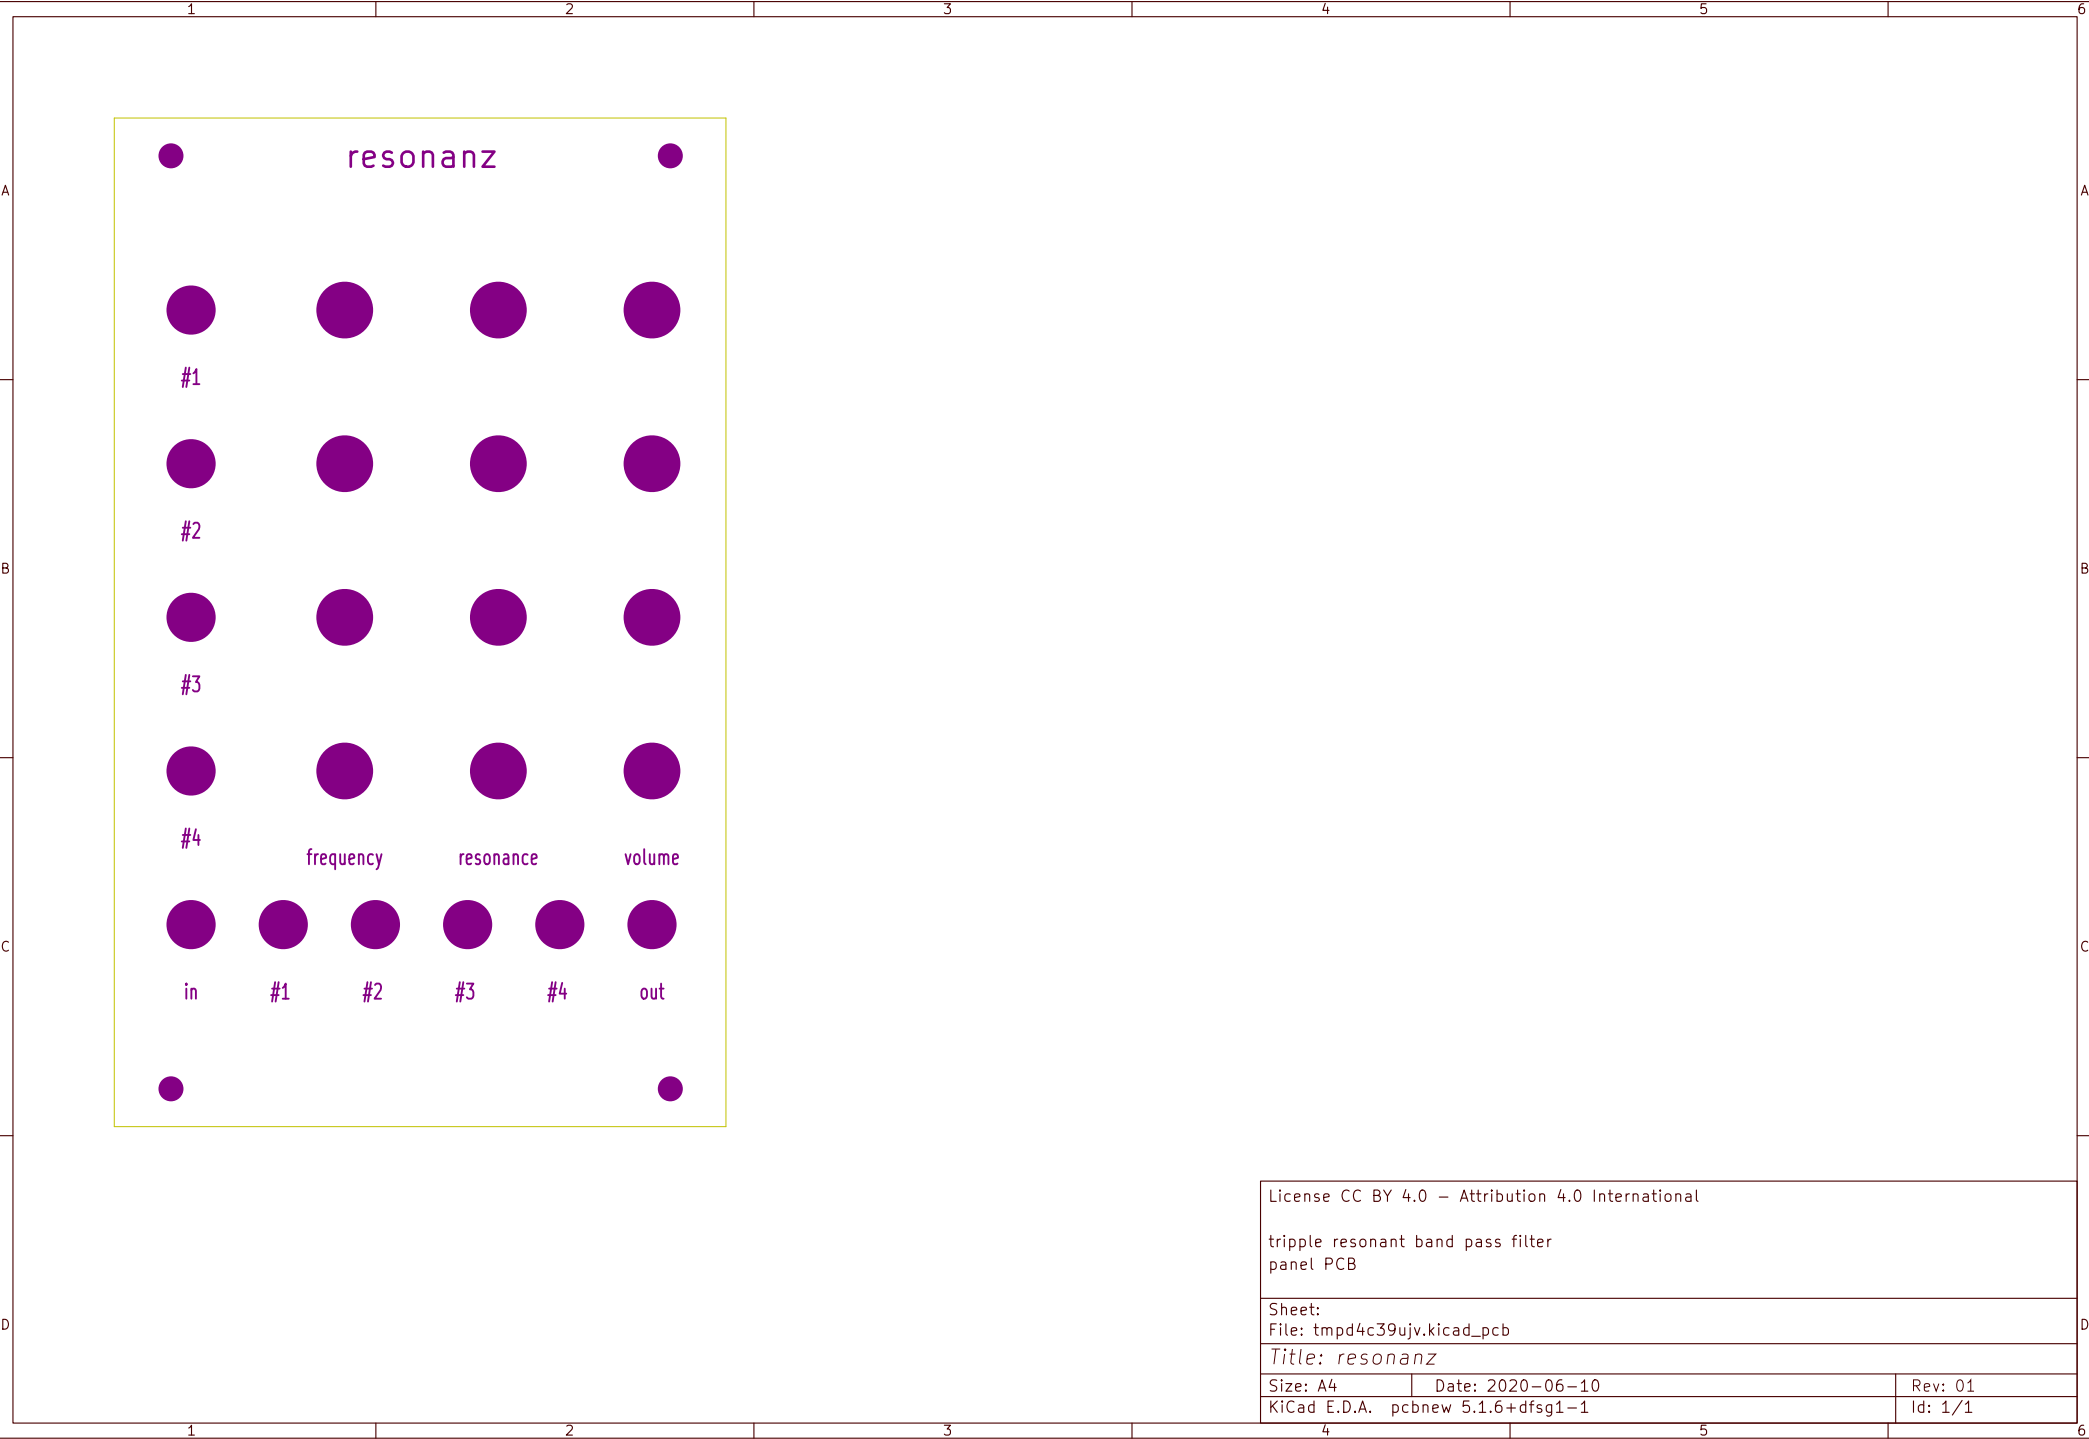 1 2 3 4 5 6
resonanz
A A
#1
#2
B B
#3
#4
frequency resonance volume
C C
in #1 #2 #3 #4 out
License CC BY 4.0 - Attribution 4.0 International
tripple resonant band pass filter
panel PCB
Sheet:
D D
File: tmpd4c39ujv.kicad_pcb
Title: resonanz
Size: A4 Date: 2020-06-10 Rev: 01
KiCad E.D.A. pcbnew 5.1.6+dfsg1-1 Id: 1/1
1 2 3 4 5 6